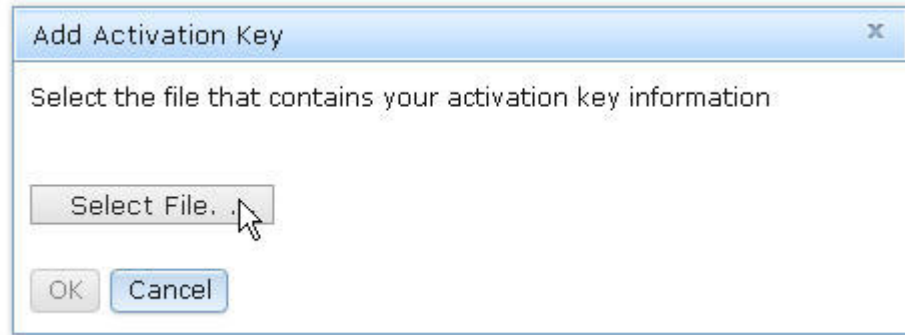 Add Activation Key x
Select the file that contains your activation key information
Select File. ..
OK Cancel